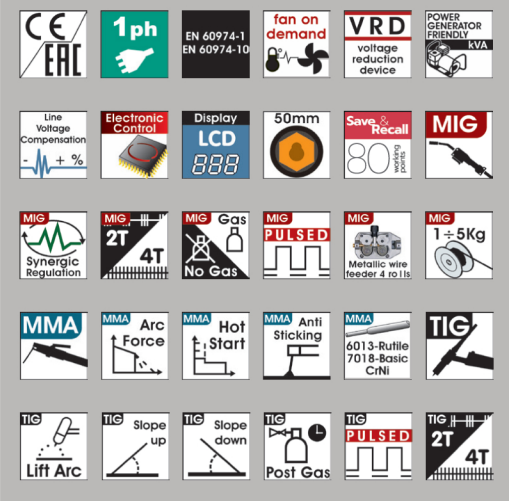 CE
EAC
1ph
EN 60974-1
EN 60974-10
fan on
demand
VRD
voltage
reduction
device
POWER
GENERATOR
FRIENDLY
kVA
Line
Voltage
Compensation
- + %
Electronic
Control
Display
LCD
888
50mm
Save &
Recall
80
working
points
MIG
MIG
Synergic
Regulation
MIG
2T
4T
MIG
Gas
No Gas
MIG
PULSED
MIG
Metallic wire
feeder 4 rolls
MIG
1÷5Kg
MMA
MMA
Arc
Force
MMA
Hot
Start
MMA
Anti
Sticking
MMA
6013-Rutile
7018-Basic
CrNi
TIG
TIG
Lift Arc
TIG
Slope
up
TIG
Slope
down
TIG
Post Gas
TIG
PULSED
TIG
2T
4T